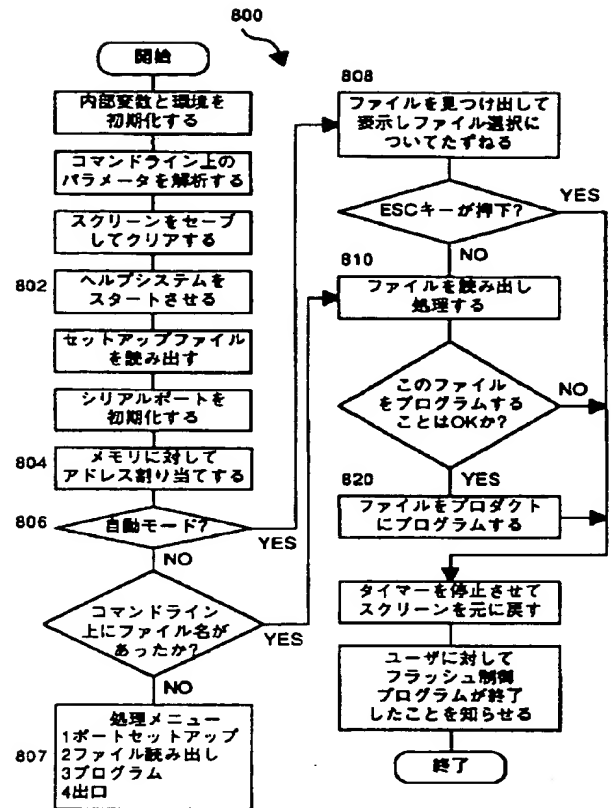 800
開始
内部変数と環境を
初期化する
コマンドライン上の
パラメータを解析する
スクリーンをセーブ
してクリアする
802
ヘルプシステムを
スタートさせる
セットアップファイル
を読み出す
シリアルポートを
初期化する
804
メモリに対して
アドレス割り当てする
806
自動モード?
YES
NO
コマンドライン
上にファイル名が
あったか?
YES
NO
807
処理メニュー
1ポートセットアップ
2ファイル読み出し
3プログラム
4出口
808
ファイルを見つけ出して
表示しファイル選択に
ついてたずねる
ESCキーが押下?
YES
NO
810
ファイルを読み出し
処理する
このファイル
をプログラムする
ことはOKか?
NO
YES
820
ファイルをプロダクト
にプログラムする
タイマーを停止させて
スクリーンを元に戻す
ユーザに対して
フラッシュ制御
プログラムが終了
したことを知らせる
終了